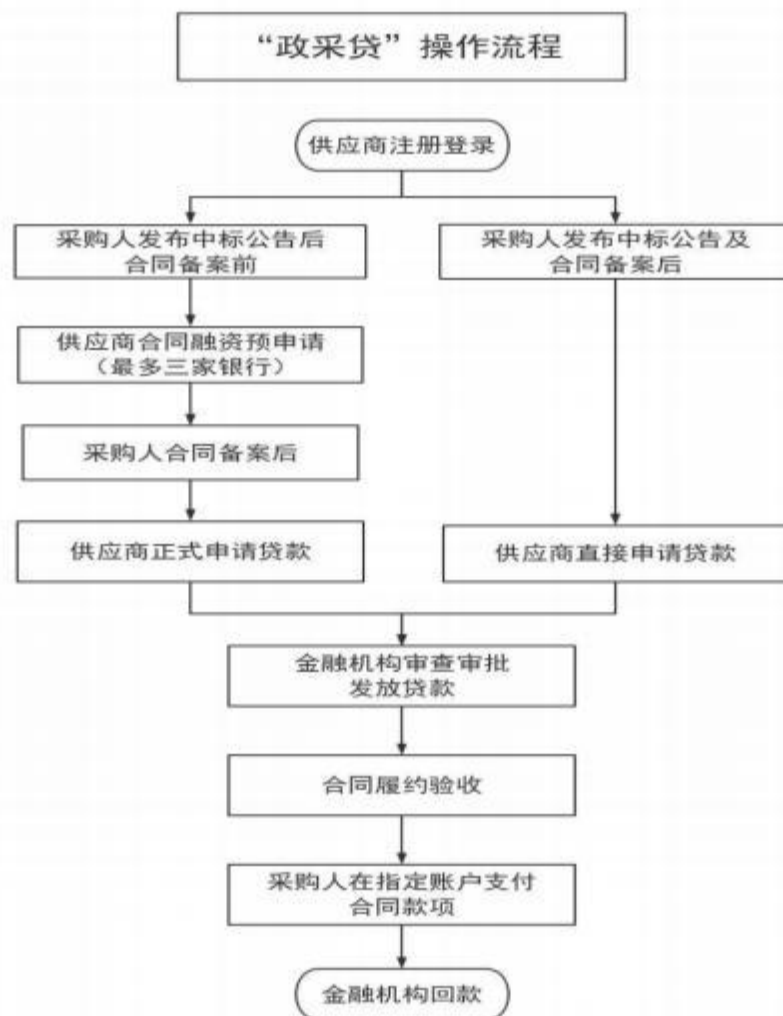 “政采贷”操作流程
供应商注册登录
采购人发布中标公告后
合同备案前
采购人发布中标公告及
合同备案后
供应商合同融资预申请
（最多三家银行）
采购人合同备案后
供应商正式申请贷款
供应商直接申请贷款
金融机构审查审批
发放贷款
合同履约验收
采购人在指定账户支付
合同款项
金融机构回款